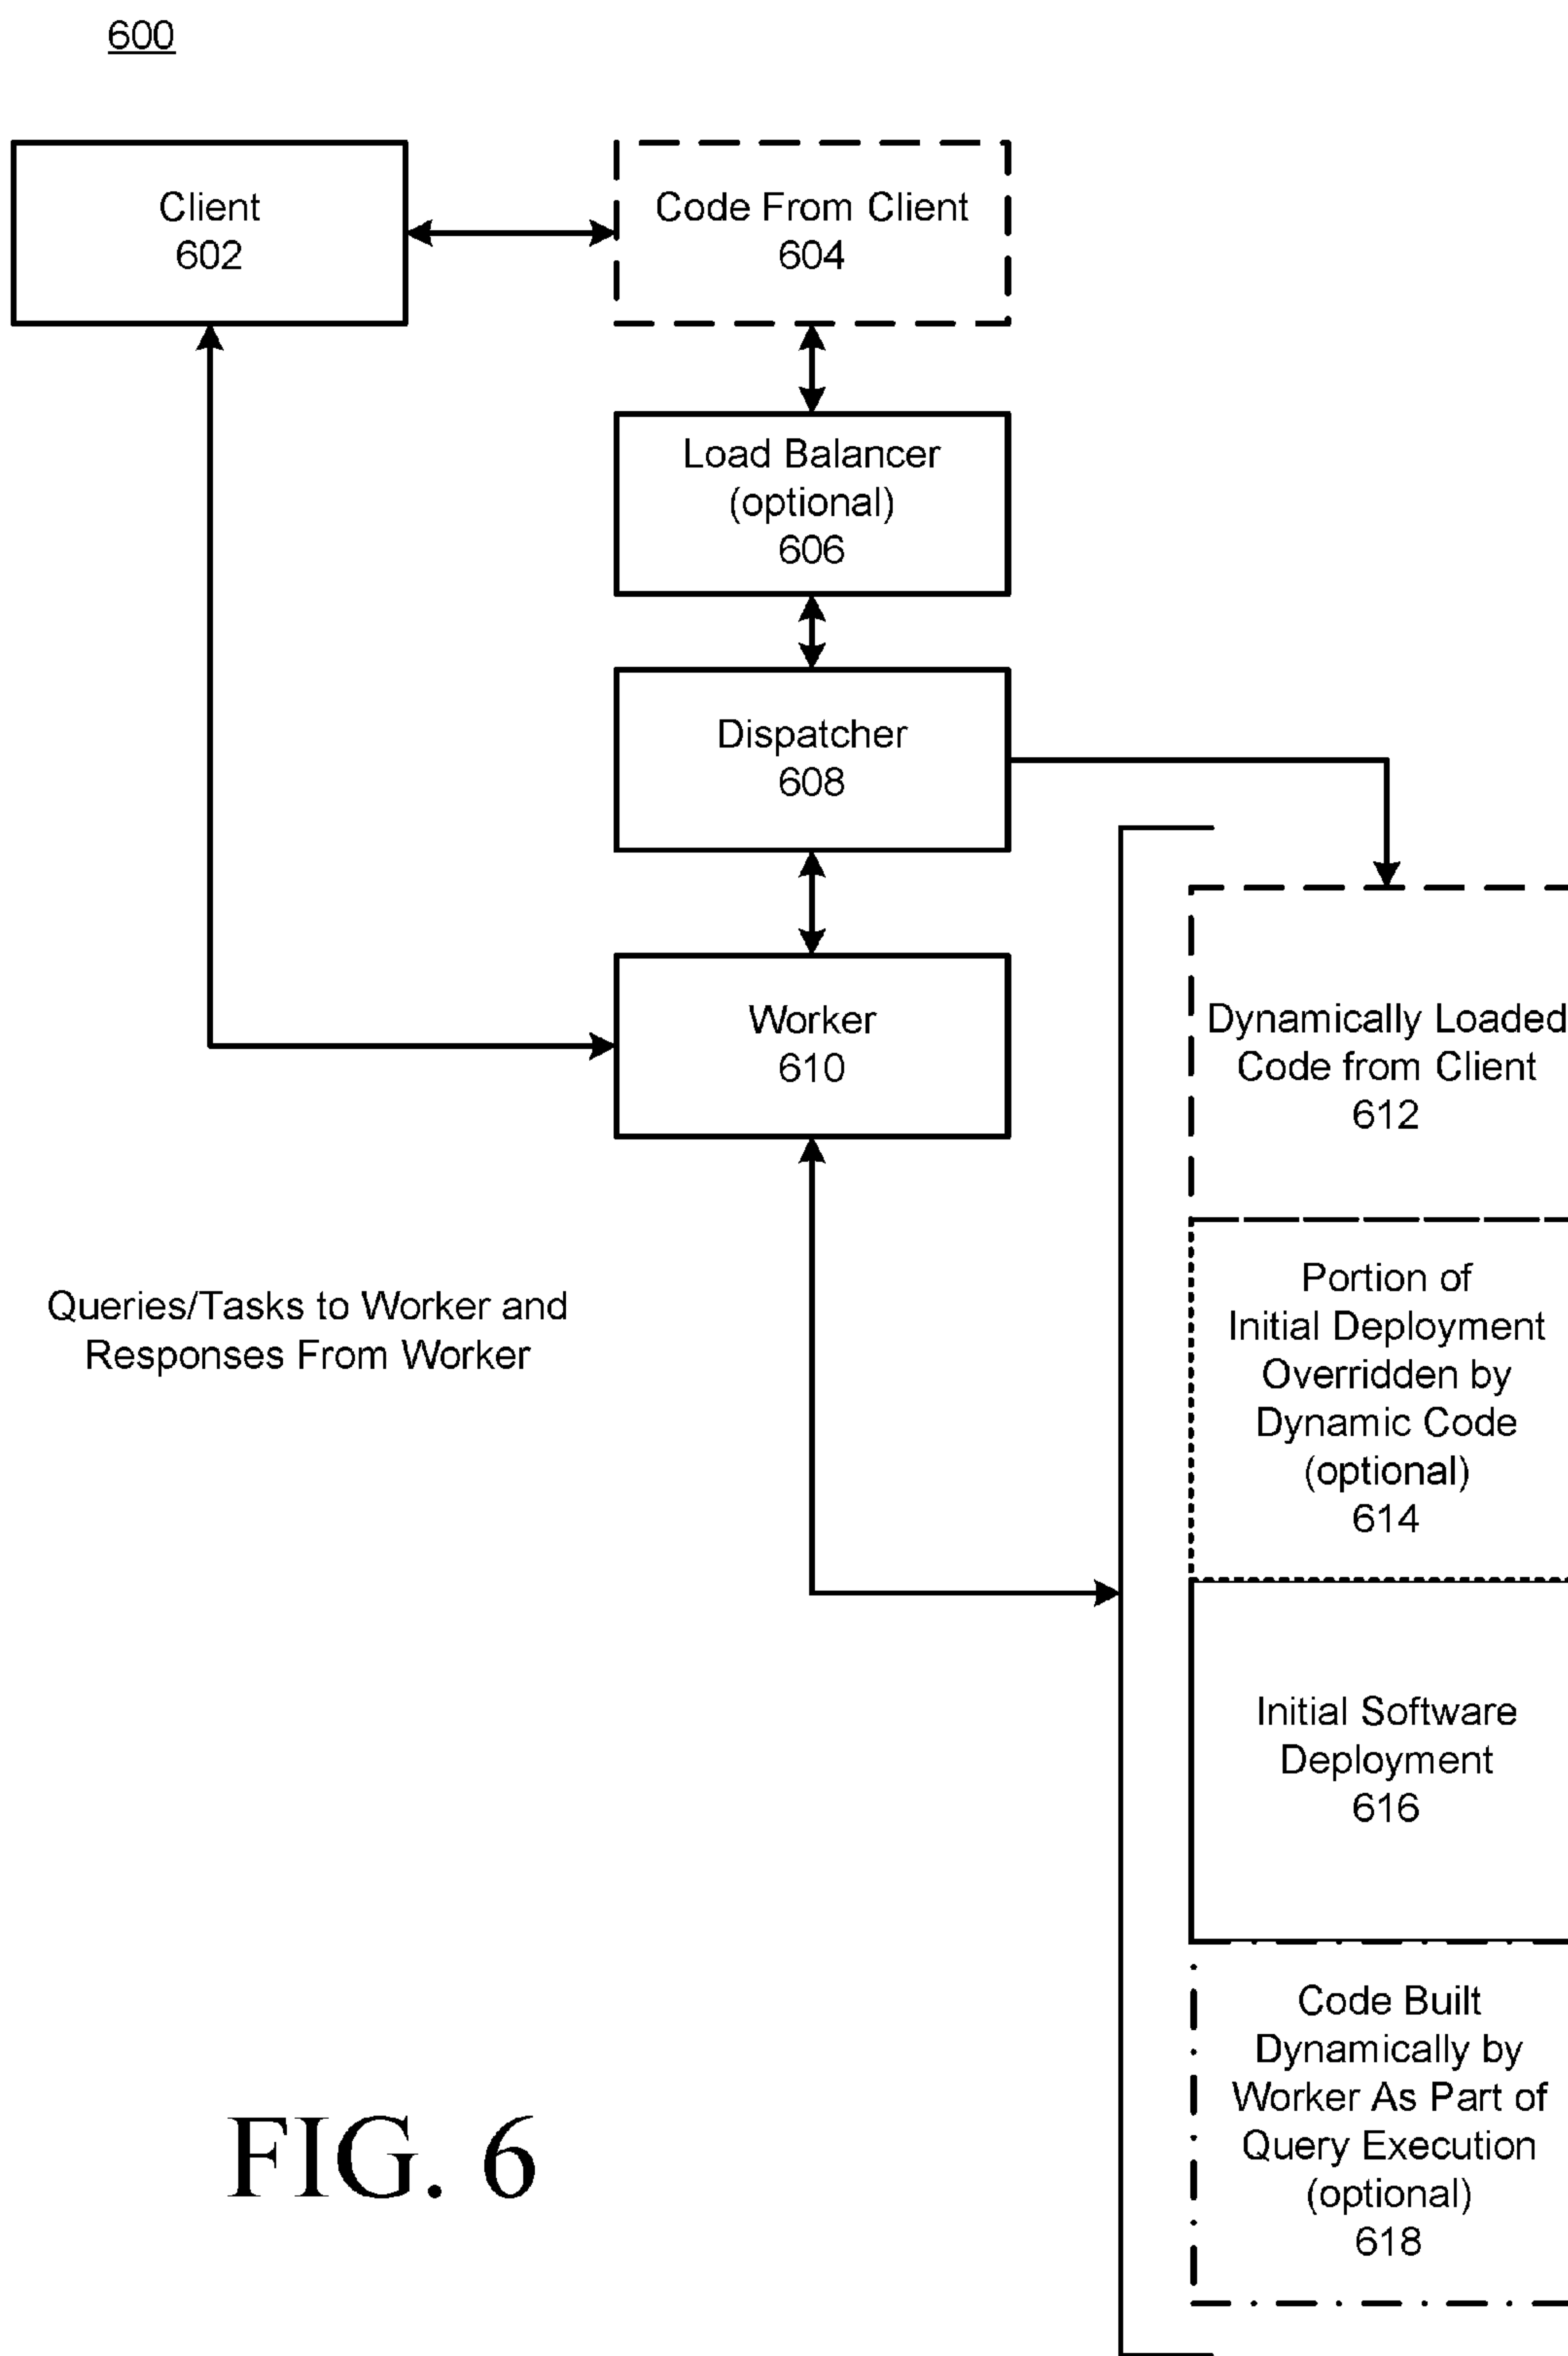 600
Client
602
Code From Client
604
Load Balancer
(optional)
606
Dispatcher
608
Worker
610
Dynamically Loaded
Code from Client
612
Queries/Tasks to Worker and
Responses From Worker
Portion of
Initial Deployment
Overridden by
Dynamic Code
(optional)
614
Initial Software
Deployment
616
Code Built
Dynamically by
Worker As Part of
Query Execution
(optional)
618
FIG. 6